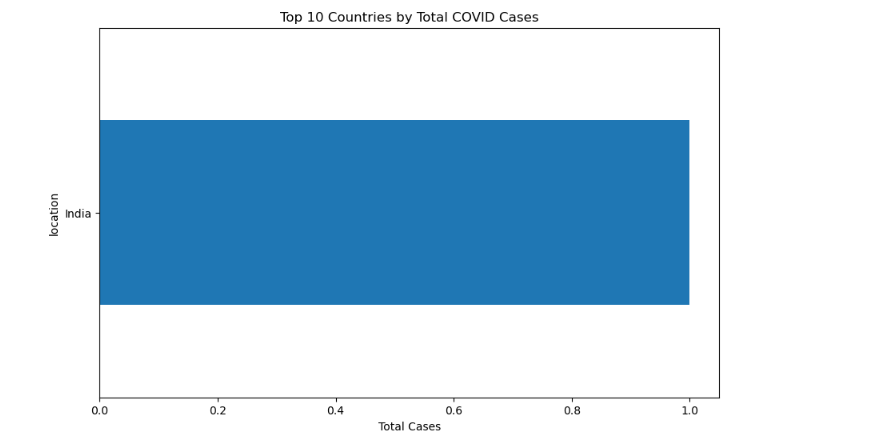 Top 10 Countries by Total COVID Cases
location
India
0.0 0.2 0.4 0.6 0.8 1.0
Total Cases